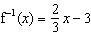 f⁻¹(x) = 2/3 x − 3